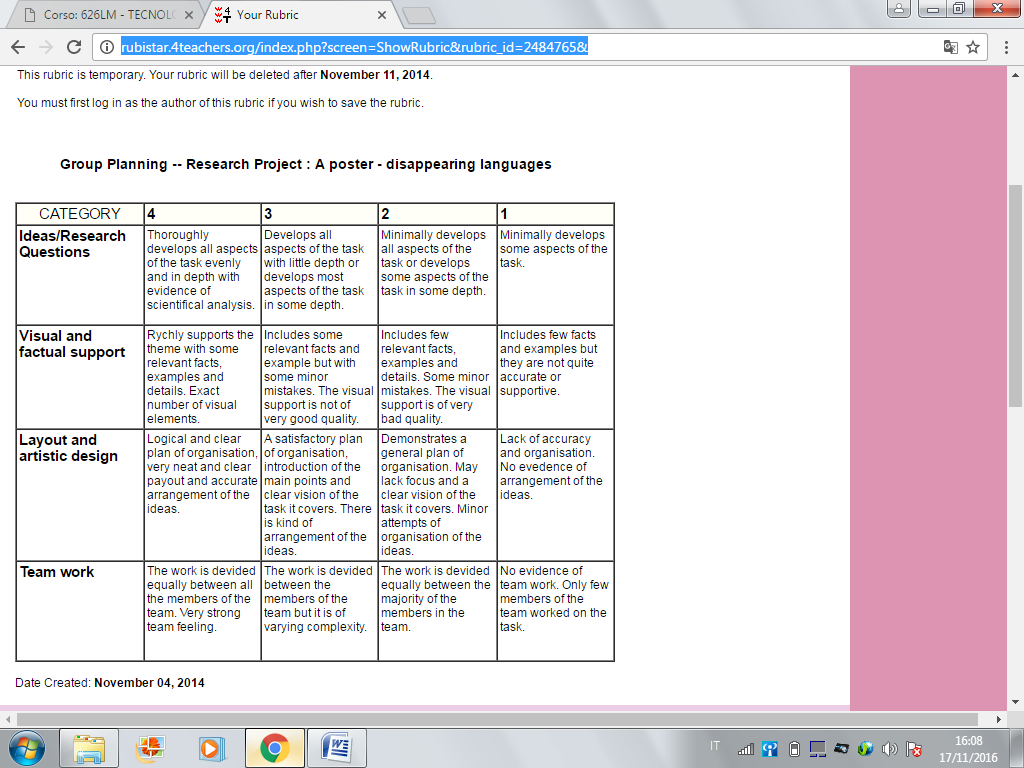 Corso: 626LM - TECNOLO
Your Rubric
rubistar.4teachers.org/index.php?screen=ShowRubric&rubric_id=2484765&
This rubric is temporary. Your rubric will be deleted after November 11, 2014.
You must first log in as the author of this rubric if you wish to save the rubric.
Group Planning -- Research Project : A poster - disappearing languages
CATEGORY
4
3
2
1
Ideas/Research
Questions
Thoroughly
develops all aspects
of the task evenly
and in depth with
evidence of
scientifical analysis.
Develops all
aspects of the task
with little depth or
develops most
aspects of the task
in some depth.
Minimally develops
all aspects of the
task or develops
some aspects of the
task in some depth.
Minimally develops
some aspects of the
task.
Visual and
factual support
Rychly supports the
theme with some
relevant facts,
examples and
details. Exact
number of visual
elements.
Includes some
relevant facts and
example but with
some minor
mistakes. The visual
support is not of
very good quality.
Includes few
relevant facts,
examples and
details. Some minor
mistakes. The visual
support is of very
bad quality.
Includes few facts
and examples but
they are not quite
accurate or
supportive.
Layout and
artistic design
Logical and clear
plan of organisation,
very neat and clear
payout and accurate
arrangement of the
ideas.
A satisfactory plan
of organisation,
introduction of the
main points and
clear vision of the
task it covers. There
is kind of
arrangement of the
ideas.
Demonstrates a
general plan of
organisation. May
lack focus and a
clear vision of the
task it covers. Minor
attempts of
organisation of the
ideas.
Lack of accuracy
and organisation.
No evedence of
arrangement of the
ideas.
Team work
The work is devided
equally between all
the members of the
team. Very strong
team feeling.
The work is devided
between the
members of the
team but it is of
varying complexity.
The work is devided
equally between the
majority of the
members in the
team.
No evidence of
team work. Only few
members of the
team worked on the
task.
Date Created: November 04, 2014
IT
16:08
17/11/2016